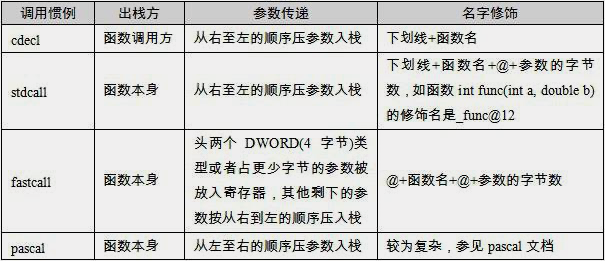 调用惯例 出栈方 参数传递 名字修饰
cdecl 函数调用方 从右至左的顺序压参数入栈 下划线+函数名
stdcall 函数本身 从右至左的顺序压参数入栈 下划线+函数名+@+参数的字节
数，如函数 int func(int a, double b)
的修饰名是_func@12
fastcall 函数本身 头两个 DWORD(4 字节)类
型或者占更少字节的参数被
放入寄存器，其他剩下的参
数按从右到左的顺序压入栈
@+函数名+@+参数的字节数
pascal 函数本身 从左至右的顺序压参数入栈 较为复杂，参见 pascal 文档